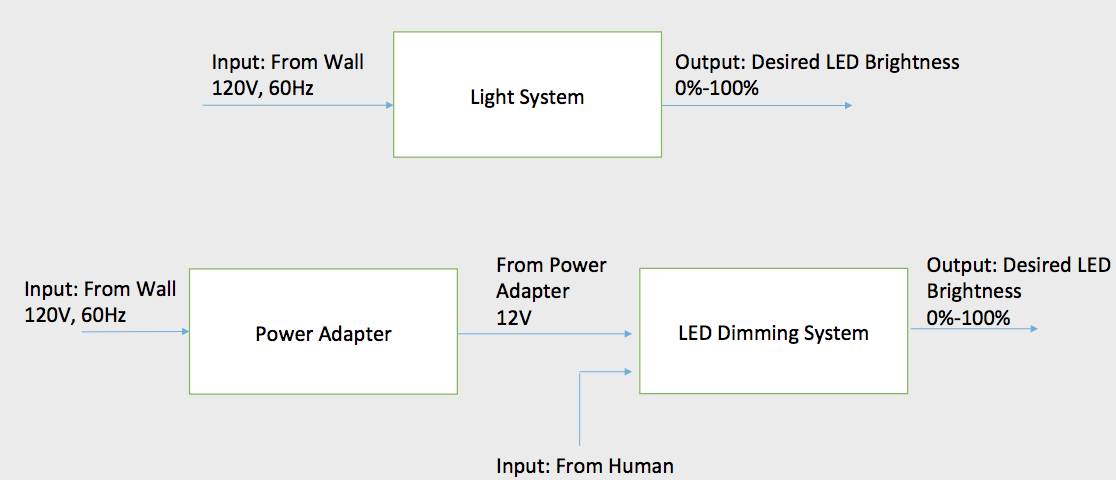 Input: From Wall
120V, 60Hz
Light System
Output: Desired LED Brightness
0%-100%
Input: From Wall
120V, 60Hz
Power Adapter
From Power
Adapter
12V
LED Dimming System
Output: Desired LED
Brightness
0%-100%
Input: From Human